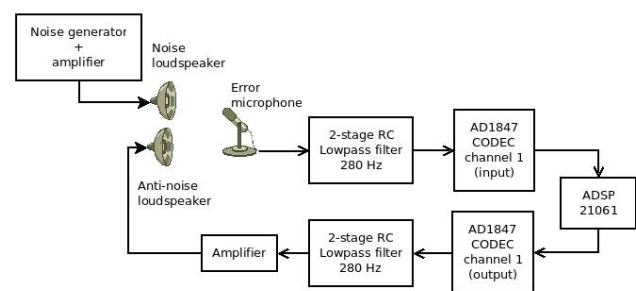 Noise generator
+
amplifier
Noise
loudspeaker
Error
microphone
2-stage RC
Lowpass filter
280 Hz
AD1847
CODEC
channel 1
(input)
ADSP
21061
Anti-noise
loudspeaker
Amplifier
2-stage RC
Lowpass filter
280 Hz
AD1847
CODEC
channel 1
(output)